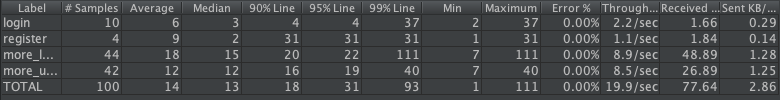 Label # Samples Average Median 90% Line 95% Line 99% Line Min Maximum Error % Through... Received ... Sent KB/...
login 10 6 3 4 4 37 2 37 0.00% 2.2/sec 1.66 0.29
register 4 9 2 31 31 31 1 31 0.00% 1.1/sec 1.84 0.14
more_l... 44 18 15 20 22 111 7 111 0.00% 8.9/sec 48.89 1.28
more_u... 42 12 12 16 19 40 7 40 0.00% 8.5/sec 26.89 1.25
TOTAL 100 14 13 18 31 93 1 111 0.00% 19.9/sec 77.64 2.86